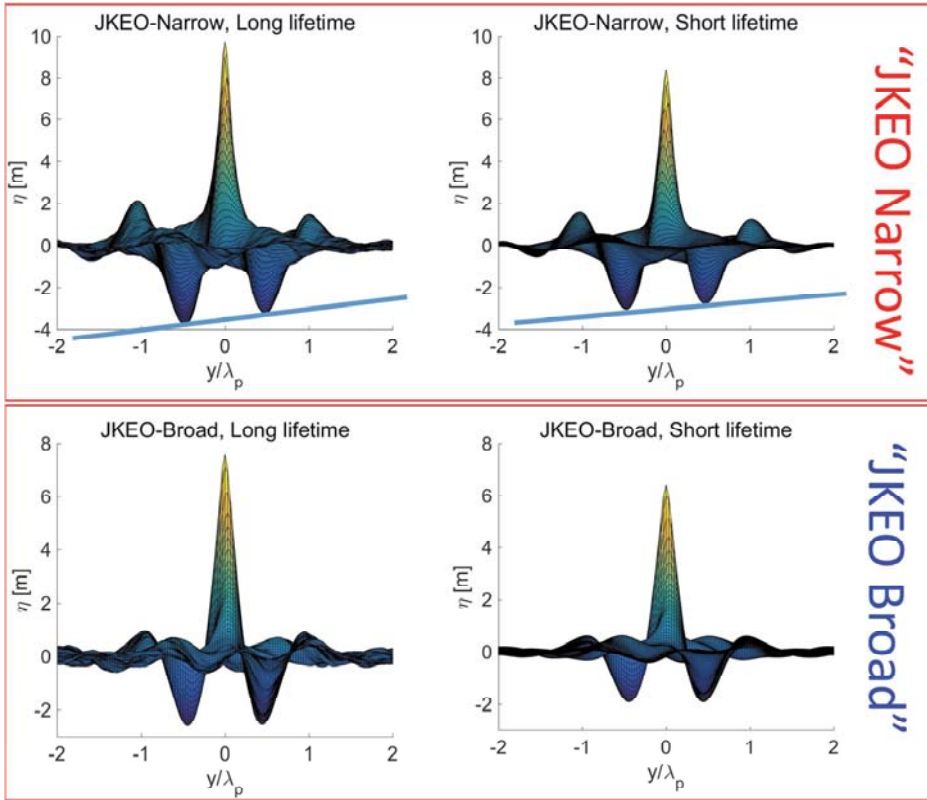 JKEO-Narrow, Long lifetime
10
8
6
4
2
0
-2
-4
η [m]
-2 -1 0 1 2
y/λp
JKEO-Narrow, Short lifetime
10
8
6
4
2
0
-2
-4
η [m]
-2 -1 0 1 2
y/λp
“JKEO Narrow”
JKEO-Broad, Long lifetime
8
6
4
2
0
-2
η [m]
-2 -1 0 1 2
y/λp
JKEO-Broad, Short lifetime
8
6
4
2
0
-2
η [m]
-2 -1 0 1 2
y/λp
“JKEO Broad”